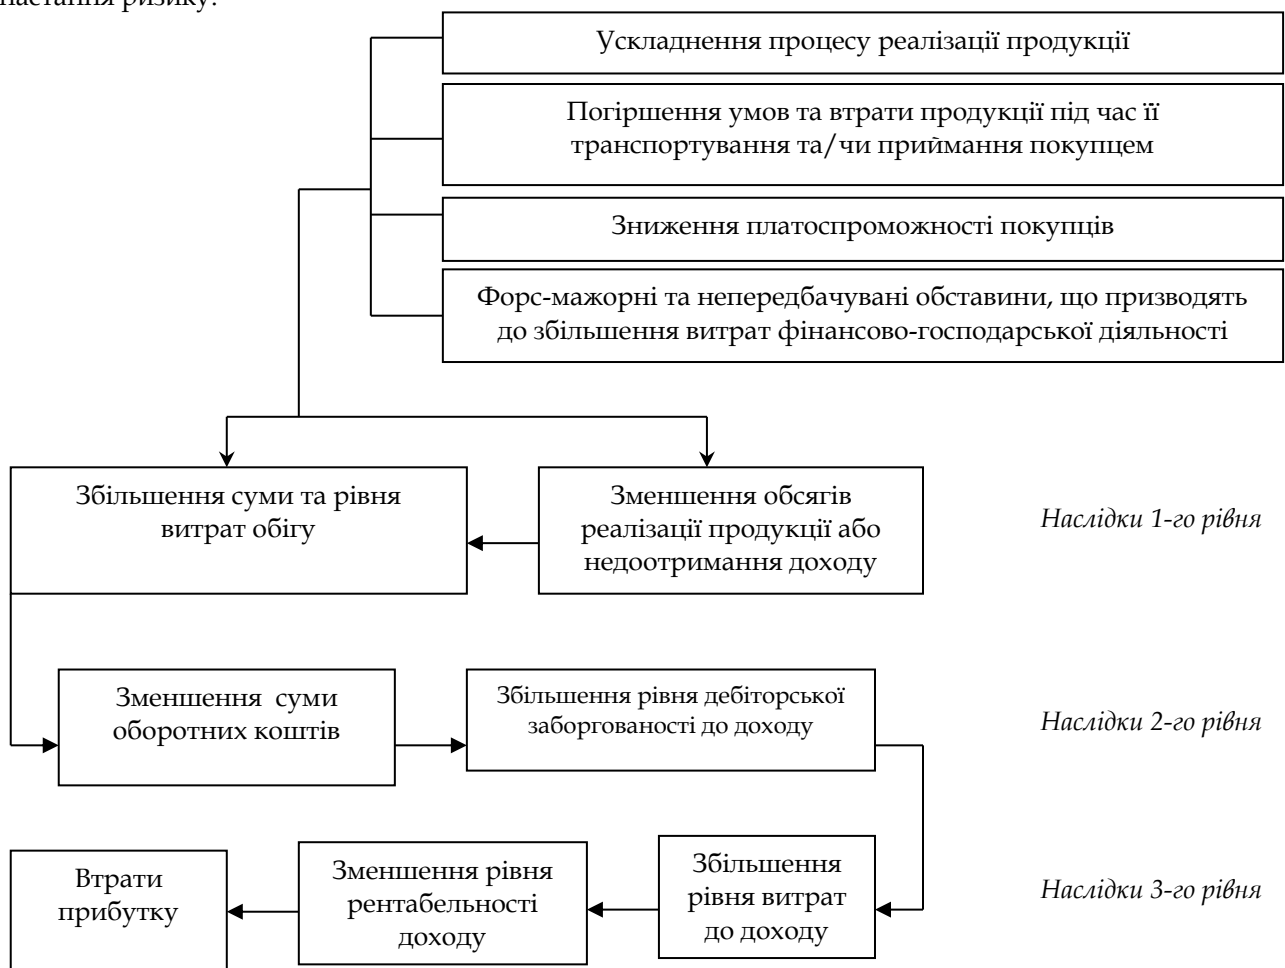 настання ризику.
Ускладнення процесу реалізації продукції
Погіршення умов та втрати продукції під час її
транспортування та/чи приймання покупцем
Зниження платоспроможності покупців
Форс-мажорні та непередбачувані обставини, що призводять
до збільшення витрат фінансово-господарської діяльності
Збільшення суми та рівня
витрат обігу
Зменшення обсягів
реалізації продукції або
недоотримання доходу
Наслідки 1-го рівня
Зменшення суми
оборотних коштів
Збільшення рівня дебіторської
заборгованості до доходу
Наслідки 2-го рівня
Втрати
прибутку
Зменшення рівня
рентабельності
доходу
Збільшення
рівня витрат
до доходу
Наслідки 3-го рівня